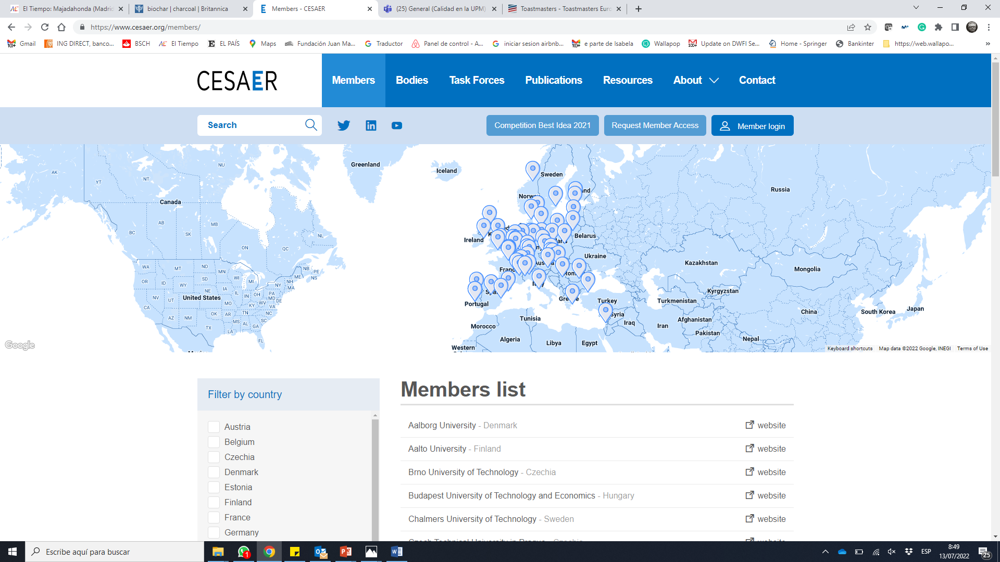 El Tiempo: Majadahonda (Madri
biochar | charcoal | Britannica
Members - CESAER
(25) General (Calidad en la UPM)
Toastmasters - Toastmasters Euro
https://www.cesaer.org/members/
Gmail
ING DIRECT, banco...
BSCH
El Tiempo
EL PAÍS
Maps
Fundación Juan Ma...
Traductor
Panel de control - A...
iniciar sesion airbnb...
e parte de Isabela
Wallapop
Update on DWFI Se...
Home - Springer
Bankinter
https://web.wallapo...
»
CESAER
Members
Bodies
Task Forces
Publications
Resources
About
Contact
Search
Competition Best Idea 2021
Request Member Access
Member login
Greenland
Iceland
Sweden
Norw
nd
Russia
Canada
AK
YT
NT
NU
BC
AB
SK
MB
ON
QC
NL
Ireland
Belarus
Ukraine
Kazakhstan
Mongolia
WA
MT
ND
MN
OR
ID
WY
SD
WI
MI
NB
PE
NS
ME
NH
MA
NY
NV
UT
NE
IA
IL
IN
OH
PA
MD
DE
United States
CA
MO
KY
WV
VA
AZ
NM
OK
AR
TN
NC
MS
AL
SC
GA
TX
LA
FL
Portugal
Turkey
Syria
Iraq
Iran
Turkmenistan
Kyrgyzstan
Afghanistan
Pakistan
Nepal
China
South Korea
Japan
Morocco
Tunisia
Algeria
Libya
Egypt
Western
Google
Keyboard shortcuts
Map data ©2022 Google, INEGI
Terms of Use
Filter by country
Austria
Belgium
Czechia
Denmark
Estonia
Finland
France
Germany
Members list
Aalborg University - Denmark
website
Aalto University - Finland
website
Brno University of Technology - Czechia
website
Budapest University of Technology and Economics - Hungary
website
Chalmers University of Technology - Sweden
website
Czech Technical University in Prague - Czechia
website
Escribe aquí para buscar
1
ESP
8:49
13/07/2022
25